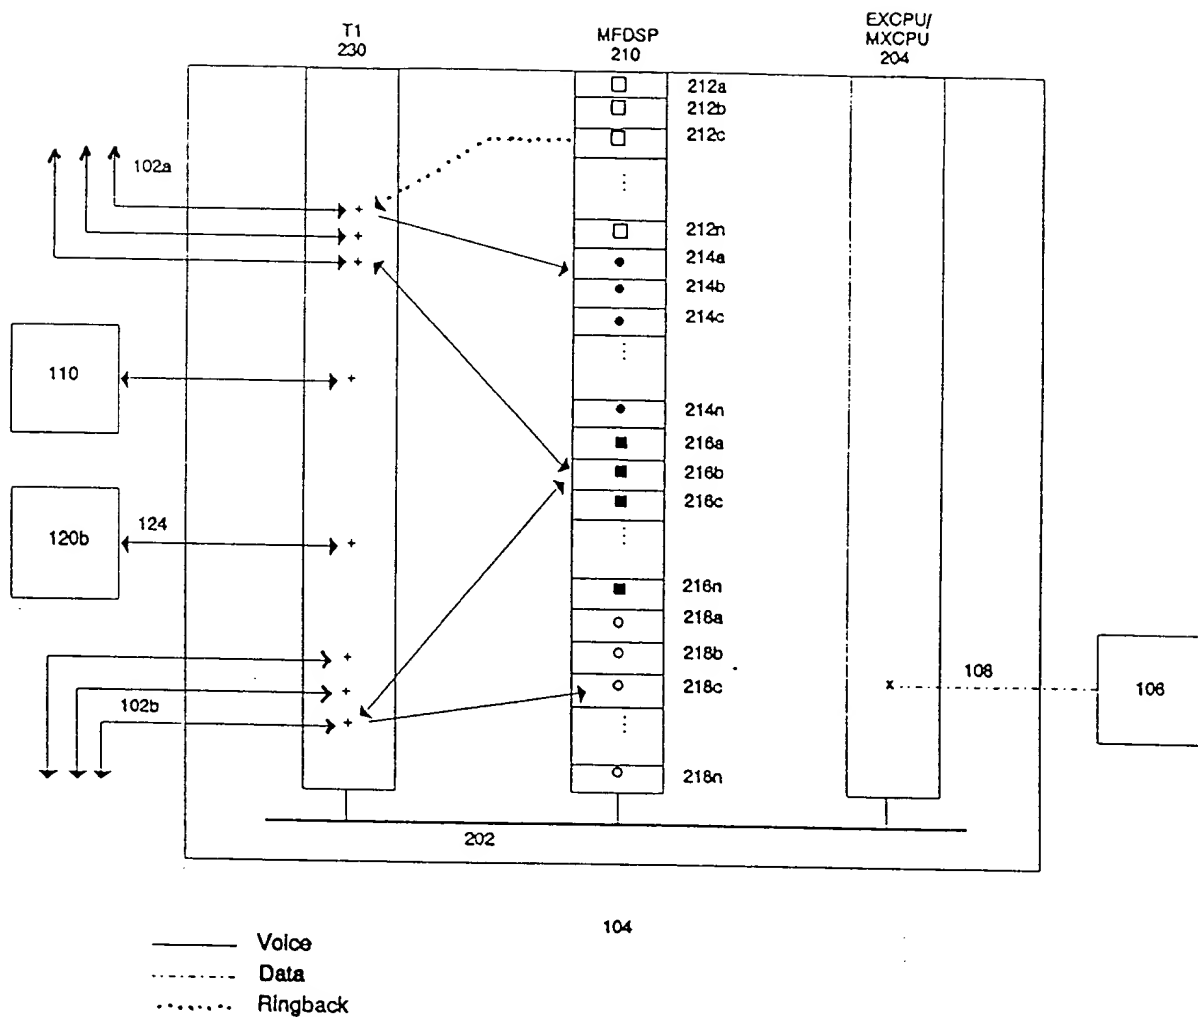 T1
230
MFDSP
210
EXCPU/
MXCPU
204
212a
212b
212c
102a
212n
214a
214b
214c
110
214n
216a
216b
216c
120b
124
216n
218a
218b
218c
108
106
102b
218n
202
104
Voice
Data
Ringback